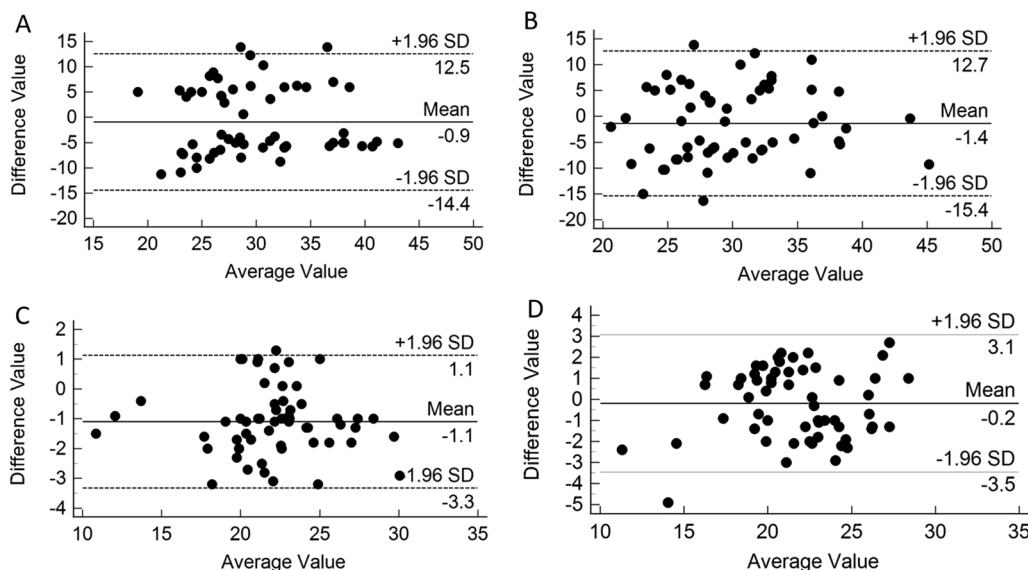 A
Difference Value
15
10
5
0
-5
-10
-15
-20
+1.96 SD
12.5
Mean
-0.9
-1.96 SD
-14.4
15 20 25 30 35 40 45 50
Average Value
B
Difference Value
15
10
5
0
-5
-10
-15
-20
+1.96 SD
12.7
Mean
-1.4
-1.96 SD
-15.4
20 25 30 35 40 45 50
Average Value
C
Difference Value
2
1
0
-1
-2
-3
-4
+1.96 SD
1.1
Mean
-1.1
1.96 SD
-3.3
10 15 20 25 30 35
Average Value
D
Difference Value
4
3
2
1
0
-1
-2
-3
-4
-5
+1.96 SD
3.1
Mean
-0.2
-1.96 SD
-3.5
10 15 20 25 30 35
Average Value